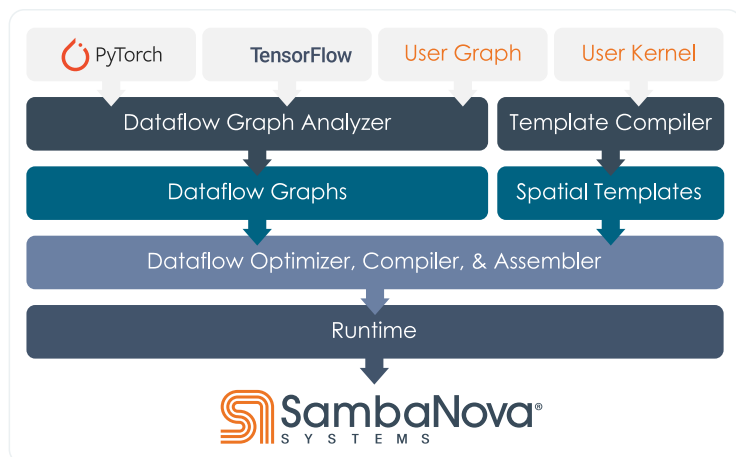 PyTorch
TensorFlow
User Graph
User Kernel
Dataflow Graph Analyzer
Template Compiler
Dataflow Graphs
Spatial Templates
Dataflow Optimizer, Compiler, & Assembler
Runtime
SambaNova®
SYSTEMS